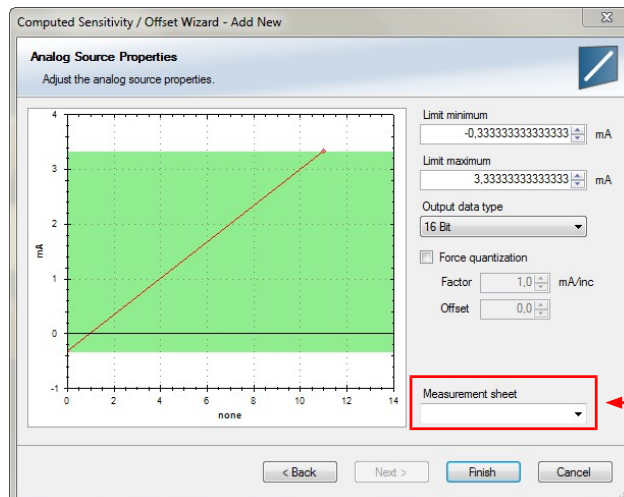 Computed Sensitivity / Offset Wizard - Add New
Analog Source Properties
Adjust the analog source properties.
4
3
2
1
0
-1
mA
0 2 4 6 8 10 12 14
none
Limit minimum
-0,333333333333333 mA
Limit maximum
3,33333333333333 mA
Output data type
16 Bit
Force quantization
Factor 1,0 mA/inc
Offset 0,0
Measurement sheet
< Back Next > Finish Cancel